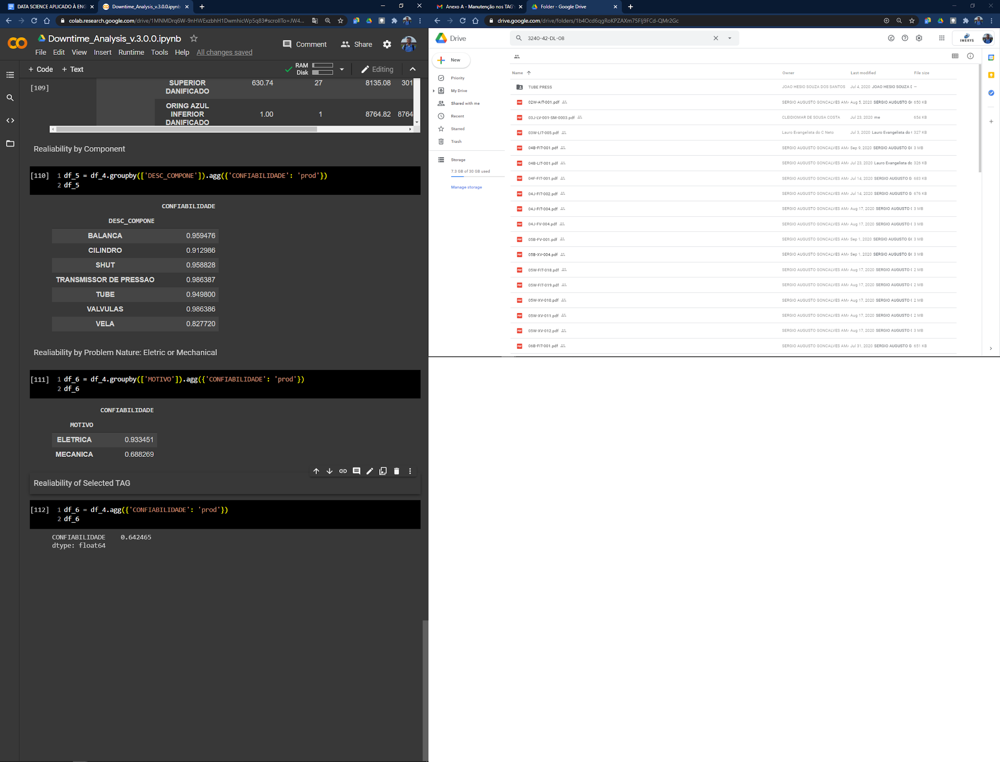 DATA SCIENCE APLICADO À ENG
Downtime_Analysis_v.3.0.0.ipynb
colab.research.google.com/drive/1MNMDrq6W-9nHWExzbhH1DwmhicWp5q83#scrollTo=JW4...
Downtime_Analysis_v.3.0.0.ipynb
Comment
Share
File Edit View Insert Runtime Tools Help All changes saved
+ Code + Text
RAM
Disk
Editing
[109]
SUPERIOR DANIFICADO 630.74 27 8135.08 301
ORING AZUL INFERIOR DANIFICADO 1.00 1 8764.82 8764
Realiability by Component
[110] 1 df_5 = df_4.groupby(['DESC_COMPONE']).agg({'CONFIABILIDADE': 'prod'})
2 df_5
CONFIABILIDADE
DESC_COMPONE
BALANCA 0.959476
CILINDRO 0.912986
SHUT 0.958828
TRANSMISSOR DE PRESSAO 0.986387
TUBE 0.949800
VALVULAS 0.986386
VELA 0.827720
Realiability by Problem Nature: Eletric or Mechanical
[111] 1 df_6 = df_4.groupby(['MOTIVO']).agg({'CONFIABILIDADE': 'prod'})
2 df_6
CONFIABILIDADE
MOTIVO
ELETRICA 0.933451
MECANICA 0.688269
Realiability of Selected TAG
[112] 1 df_6 = df_4.agg({'CONFIABILIDADE': 'prod'})
2 df_6
CONFIABILIDADE 0.642465
dtype: float64
Anexo A - Manutenção nos TAG'
Folder - Google Drive
drive.google.com/drive/folders/1b4Ocd6qgRoKPZAXm75Flj9FCd-QMr2Gc
Drive
3240-42-DL-08
IMERYS
New
Priority
My Drive
Shared with me
Recent
Starred
Trash
Storage
7.3 GB of 30 GB used
Manage storage
Name Owner Last modified File size
TUBE PRESS JOAO HESIO SOUZA DOS SANTOS Jul 4, 2020 JOAO HESIO SOUZA –
02W-AIT-001.pdf SERGIO AUGUSTO GONCALVES AM Aug 5, 2020 SERGIO AUGUSTO G 650 KB
03J-LV-001-SM-0003.pdf CLEIDIOMAR DE SOUSA COSTA Jul 23, 2020 me 654 KB
03W-LIT-005.pdf Lauro Evangelista do C Neto Jul 3, 2020 Lauro Evangelista do 327 KB
04B-FIT-001.pdf SERGIO AUGUSTO GONCALVES AM Sep 9, 2020 SERGIO AUGUSTO G 3 MB
04B-LIT-001.pdf SERGIO AUGUSTO GONCALVES AM Jul 23, 2020 Lauro Evangelista do 326 KB
04F-FIT-001.pdf SERGIO AUGUSTO GONCALVES AM Jul 14, 2020 SERGIO AUGUSTO G 683 KB
04J-FIT-002.pdf SERGIO AUGUSTO GONCALVES AM Jul 14, 2020 SERGIO AUGUSTO G 676 KB
04J-FIT-004.pdf SERGIO AUGUSTO GONCALVES AM Aug 17, 2020 SERGIO AUGUSTO 3 MB
04J-FV-004.pdf SERGIO AUGUSTO GONCALVES AM Aug 17, 2020 SERGIO AUGUSTO 3 MB
05B-FV-001.pdf SERGIO AUGUSTO GONCALVES AM Sep 1, 2020 SERGIO AUGUSTO G 3 MB
05B-XV-004.pdf SERGIO AUGUSTO GONCALVES AM Sep 1, 2020 SERGIO AUGUSTO G 3 MB
05W-FIT-018.pdf SERGIO AUGUSTO GONCALVES AM Aug 17, 2020 SERGIO AUGUSTO 2 MB
05W-FIT-019.pdf SERGIO AUGUSTO GONCALVES AM Aug 17, 2020 SERGIO AUGUSTO 2 MB
05W-XV-010.pdf SERGIO AUGUSTO GONCALVES AM Aug 17, 2020 SERGIO AUGUSTO 2 MB
05W-XV-011.pdf SERGIO AUGUSTO GONCALVES AM Aug 17, 2020 SERGIO AUGUSTO 2 MB
05W-XV-012.pdf SERGIO AUGUSTO GONCALVES AM Aug 17, 2020 SERGIO AUGUSTO 3 MB
06B-FIT-001.pdf SERGIO AUGUSTO GONCALVES AM Jul 31, 2020 SERGIO AUGUSTO G 651 KB